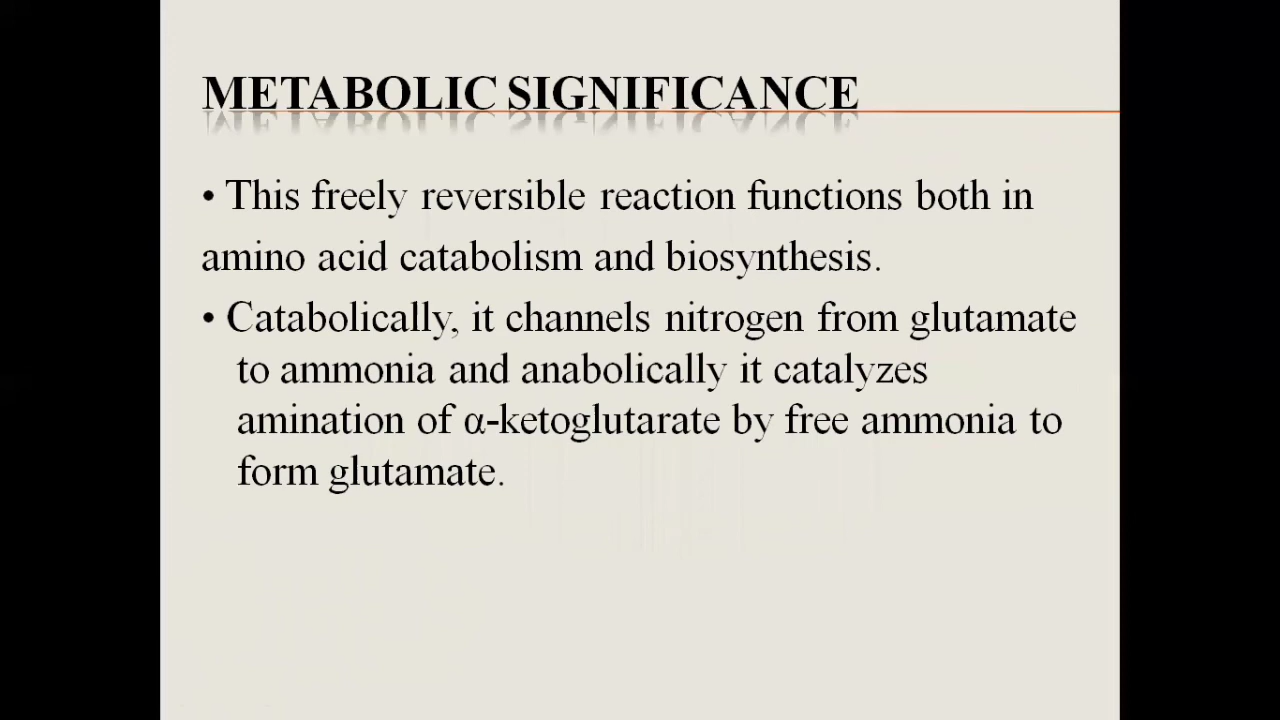 METABOLIC SIGNIFICANCE
• This freely reversible reaction functions both in
amino acid catabolism and biosynthesis.
• Catabolically, it channels nitrogen from glutamate
to ammonia and anabolically it catalyzes
amination of α-ketoglutarate by free ammonia to
form glutamate.